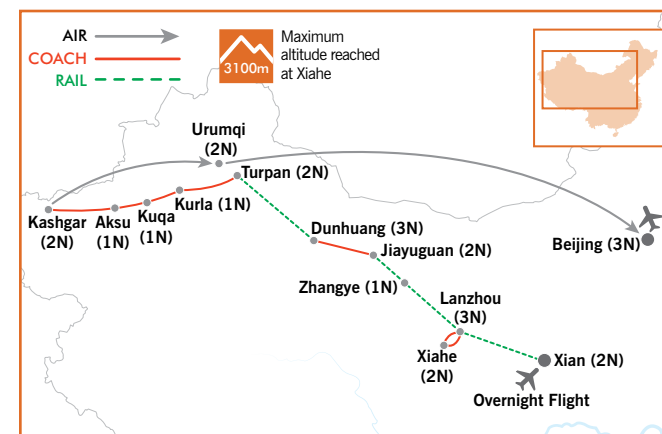 AIR
COACH
RAIL
3100m
Maximum
altitude reached
at Xiahe
Urumqi
(2N)
Turpan (2N)
Kashgar
(2N)
Aksu
(1N)
Kuqa
(1N)
Kurla (1N)
Dunhuang (3N)
Jiayuguan (2N)
Beijing (3N)
Zhangye (1N)
Lanzhou
(3N)
Xiahe
(2N)
Xian (2N)
Overnight Flight